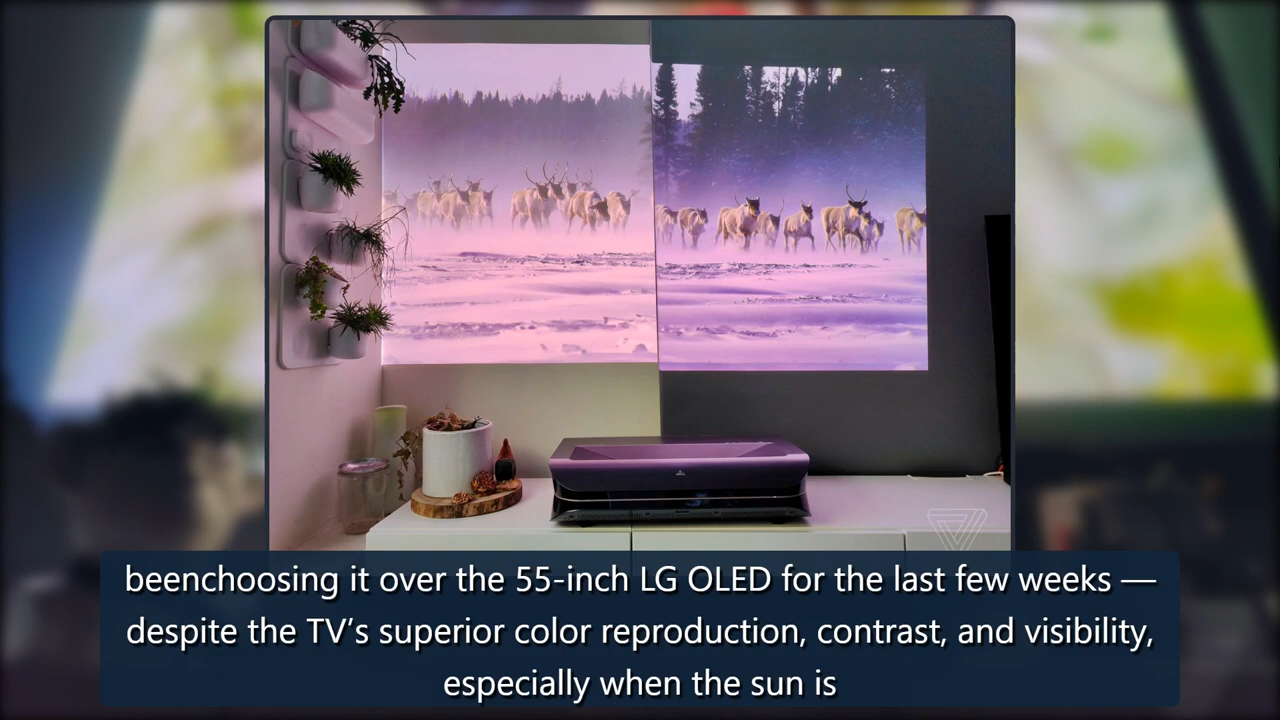 beenchoosing it over the 55-inch LG OLED for the last few weeks —
despite the TV’s superior color reproduction, contrast, and visibility,
especially when the sun is